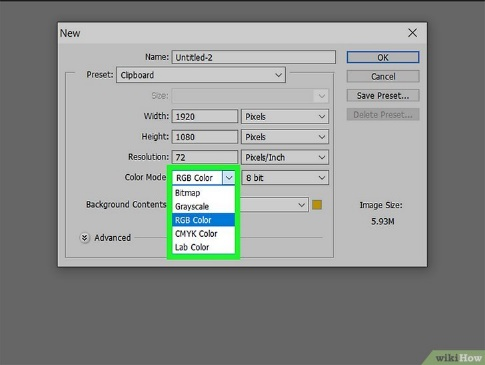 New
Name: Untitled-2
OK
Preset: Clipboard
Cancel
Size:
Save Preset...
Width: 1920 Pixels
Delete Preset...
Height: 1080 Pixels
Resolution: 72 Pixels/Inch
Color Mode RGB Color 8 bit
Bitmap
Grayscale
Background Contents
RGB Color
CMYK Color
Lab Color
Image Size:
5.93M
Advanced
wikiHow